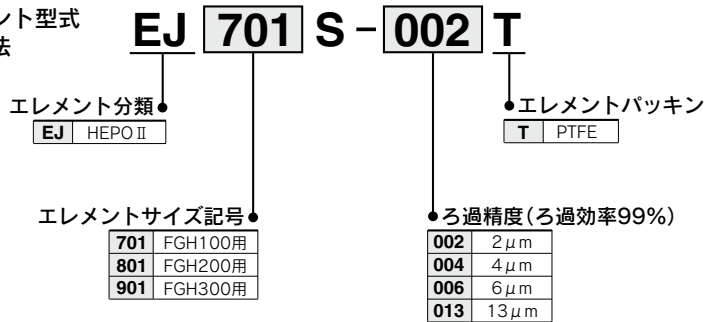 ント型式
法
EJ 701 S－002 T
エレメント分類
EJ HEPOⅡ
エレメントパッキン
T PTFE
エレメントサイズ記号
701 FGH100用
801 FGH200用
901 FGH300用
ろ過精度(ろ過効率99%)
002 2μm
004 4μm
006 6μm
013 13μm